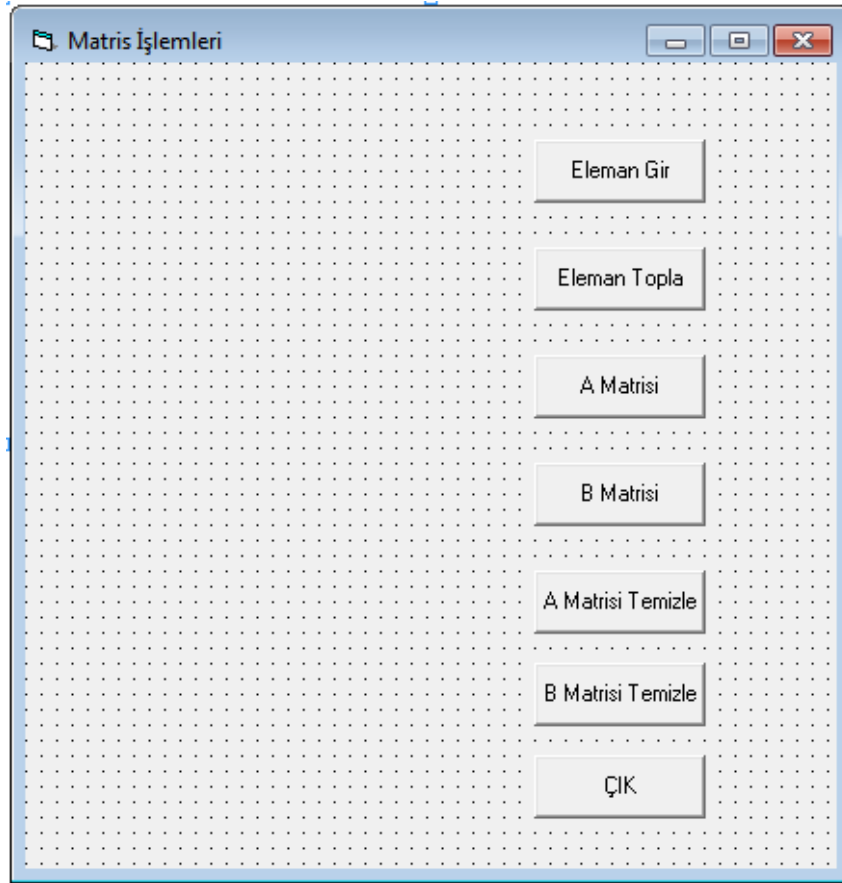 Matris İşlemleri
Eleman Gir
Eleman Topla
A Matrisi
B Matrisi
A Matrisi Temizle
B Matrisi Temizle
ÇIK